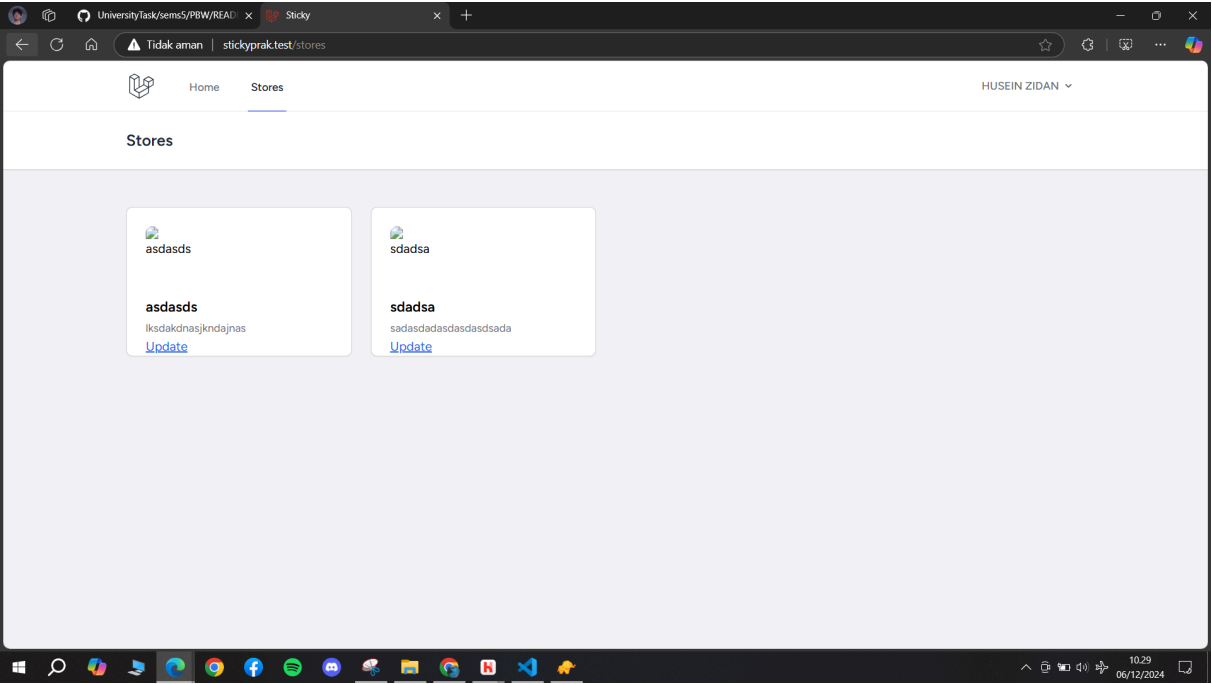 UniversityTask/sems5/PBW/READ
Sticky
Tidak aman
stickyprak.test/stores
Home
Stores
HUSEIN ZIDAN
Stores
asdasds
sdadsa
asdasds
sdadsa
lksdakdnasjkndajnas
sadasdadasdasdasdsada
Update
Update
10.29
06/12/2024